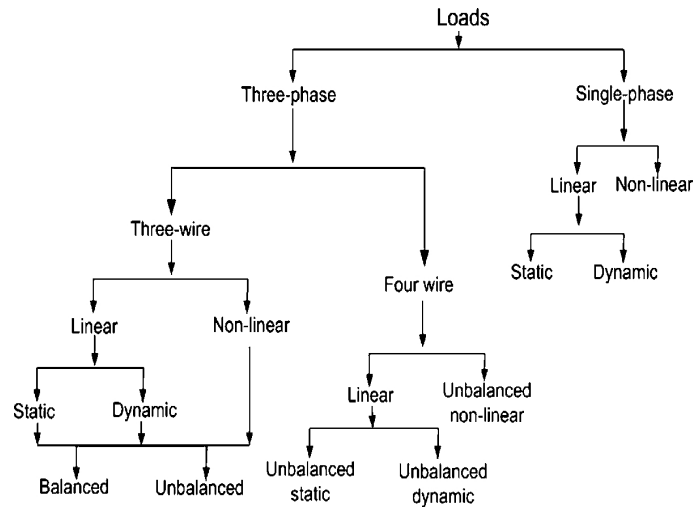 Loads
Three-phase
Single-phase
Linear
Non-linear
Three-wire
Static
Dynamic
Four wire
Linear
Non-linear
Linear
Unbalanced
non-linear
Static
Dynamic
Unbalanced
static
Unbalanced
dynamic
Balanced
Unbalanced